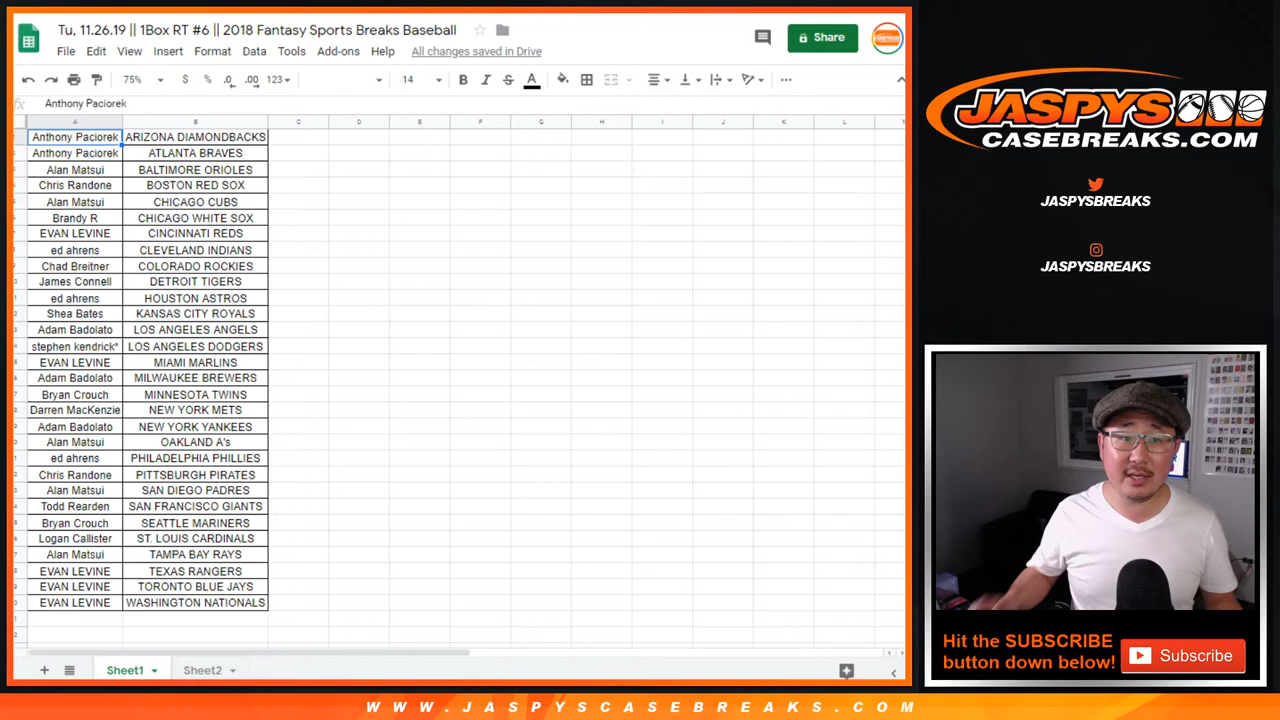 Tu, 11.26.19 || 1Box RT #6 || 2018 Fantasy Sports Breaks Baseball
File Edit View Insert Format Data Tools Add-ons Help All changes saved in Drive
Share
75% $ % .0 .00 123 14 B I S A
fx Anthony Paciorek
A B C D E F G H I J K L
Anthony Paciorek ARIZONA DIAMONDBACKS
Anthony Paciorek ATLANTA BRAVES
Alan Matsui BALTIMORE ORIOLES
Chris Randone BOSTON RED SOX
Alan Matsui CHICAGO CUBS
Brandy R CHICAGO WHITE SOX
EVAN LEVINE CINCINNATI REDS
ed ahrens CLEVELAND INDIANS
Chad Breitner COLORADO ROCKIES
James Connell DETROIT TIGERS
ed ahrens HOUSTON ASTROS
Shea Bates KANSAS CITY ROYALS
Adam Badolato LOS ANGELES ANGELS
stephen kendrick* LOS ANGELES DODGERS
EVAN LEVINE MIAMI MARLINS
Adam Badolato MILWAUKEE BREWERS
Bryan Crouch MINNESOTA TWINS
Darren MacKenzie NEW YORK METS
Adam Badolato NEW YORK YANKEES
Alan Matsui OAKLAND A's
ed ahrens PHILADELPHIA PHILLIES
Chris Randone PITTSBURGH PIRATES
Alan Matsui SAN DIEGO PADRES
Todd Rearden SAN FRANCISCO GIANTS
Bryan Crouch SEATTLE MARINERS
Logan Callister ST. LOUIS CARDINALS
Alan Matsui TAMPA BAY RAYS
EVAN LEVINE TEXAS RANGERS
EVAN LEVINE TORONTO BLUE JAYS
EVAN LEVINE WASHINGTON NATIONALS
Sheet1 Sheet2
JASPYS
CASEBREAKS.COM
JASPYSBREAKS
JASPYSBREAKS
Hit the SUBSCRIBE
button down below!
Subscribe
WWW.JASPYSCASEBREAKS.COM